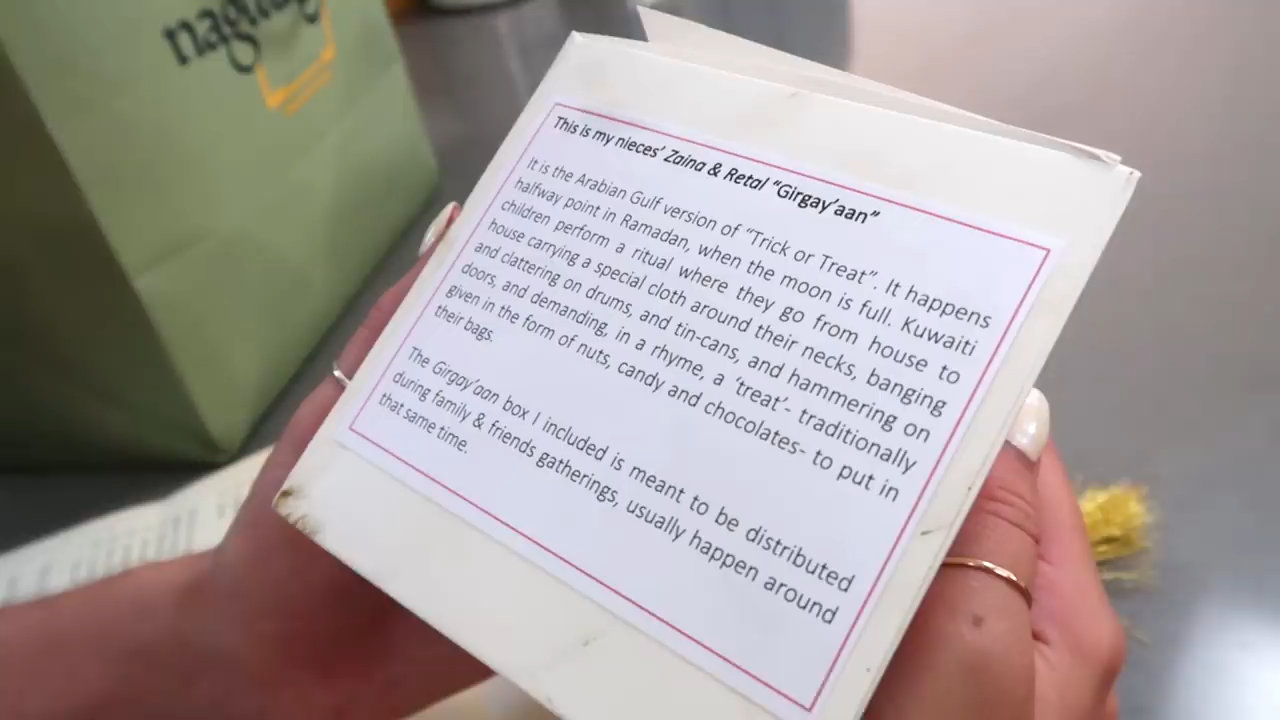 This is my nieces' Zaina & Retal "Girgay'aan"
It is the Arabian Gulf version of "Trick or Treat". It happens
halfway point in Ramadan, when the moon is full. Kuwaiti
children perform a ritual where they go from house to
house carrying a special cloth around their necks, banging
and clattering on drums, and tin-cans, and hammering on
doors, and demanding, in a rhyme, a 'treat'- traditionally
given in the form of nuts, candy and chocolates- to put in
their bags.
The Girgay'aan box I included is meant to be distributed
during family & friends gatherings, usually happen around
that same time.